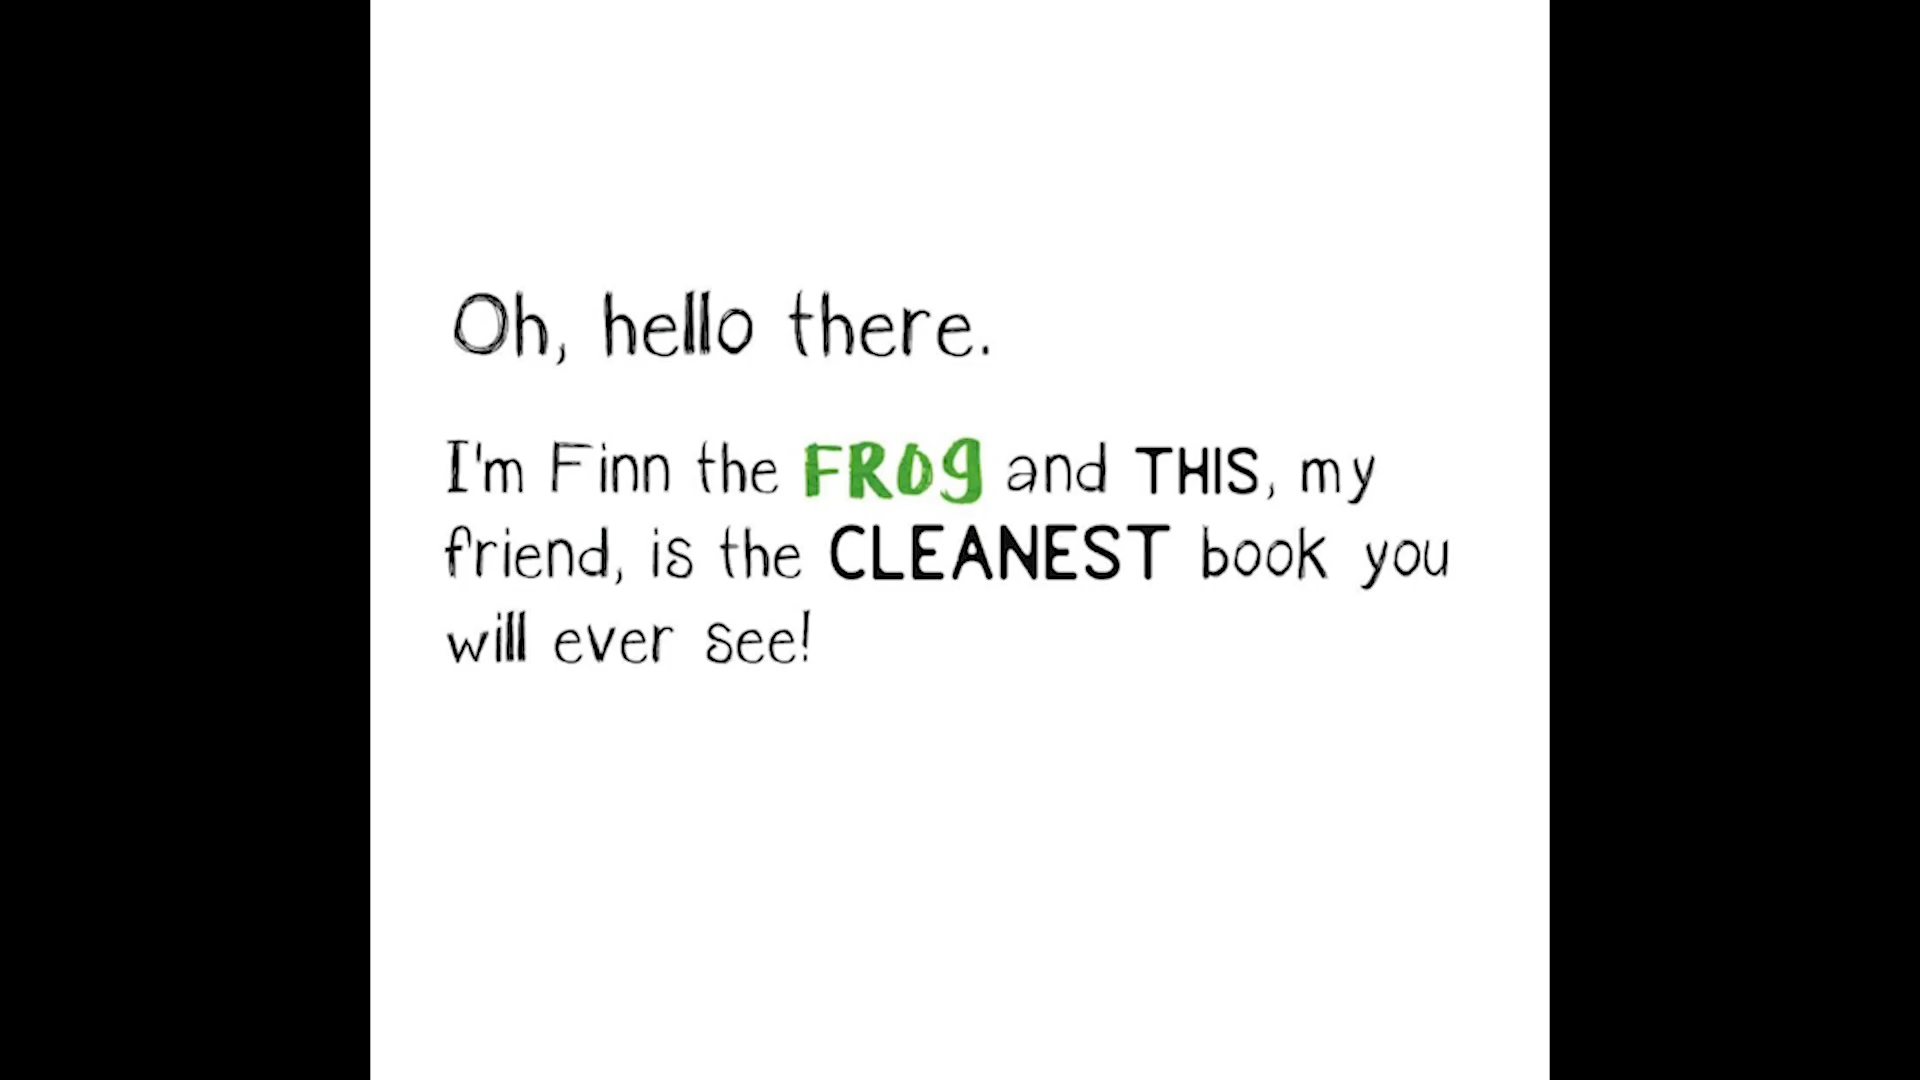 Oh, hello there.
I'm Finn the FROg and THIS, my
friend, is the CLEANEST book you
will ever see!